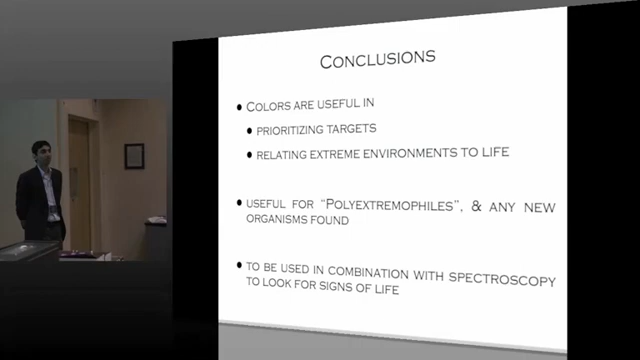 CONCLUSIONS
• COLORS ARE USEFUL IN
• PRIORITIZING TARGETS
• RELATING EXTREME ENVIRONMENTS TO LIFE
• USEFUL FOR “POLYEXTREMOPHILES”, & ANY NEW
ORGANISMS FOUND
• TO BE USED IN COMBINATION WITH SPECTROSCOPY
TO LOOK FOR SIGNS OF LIFE